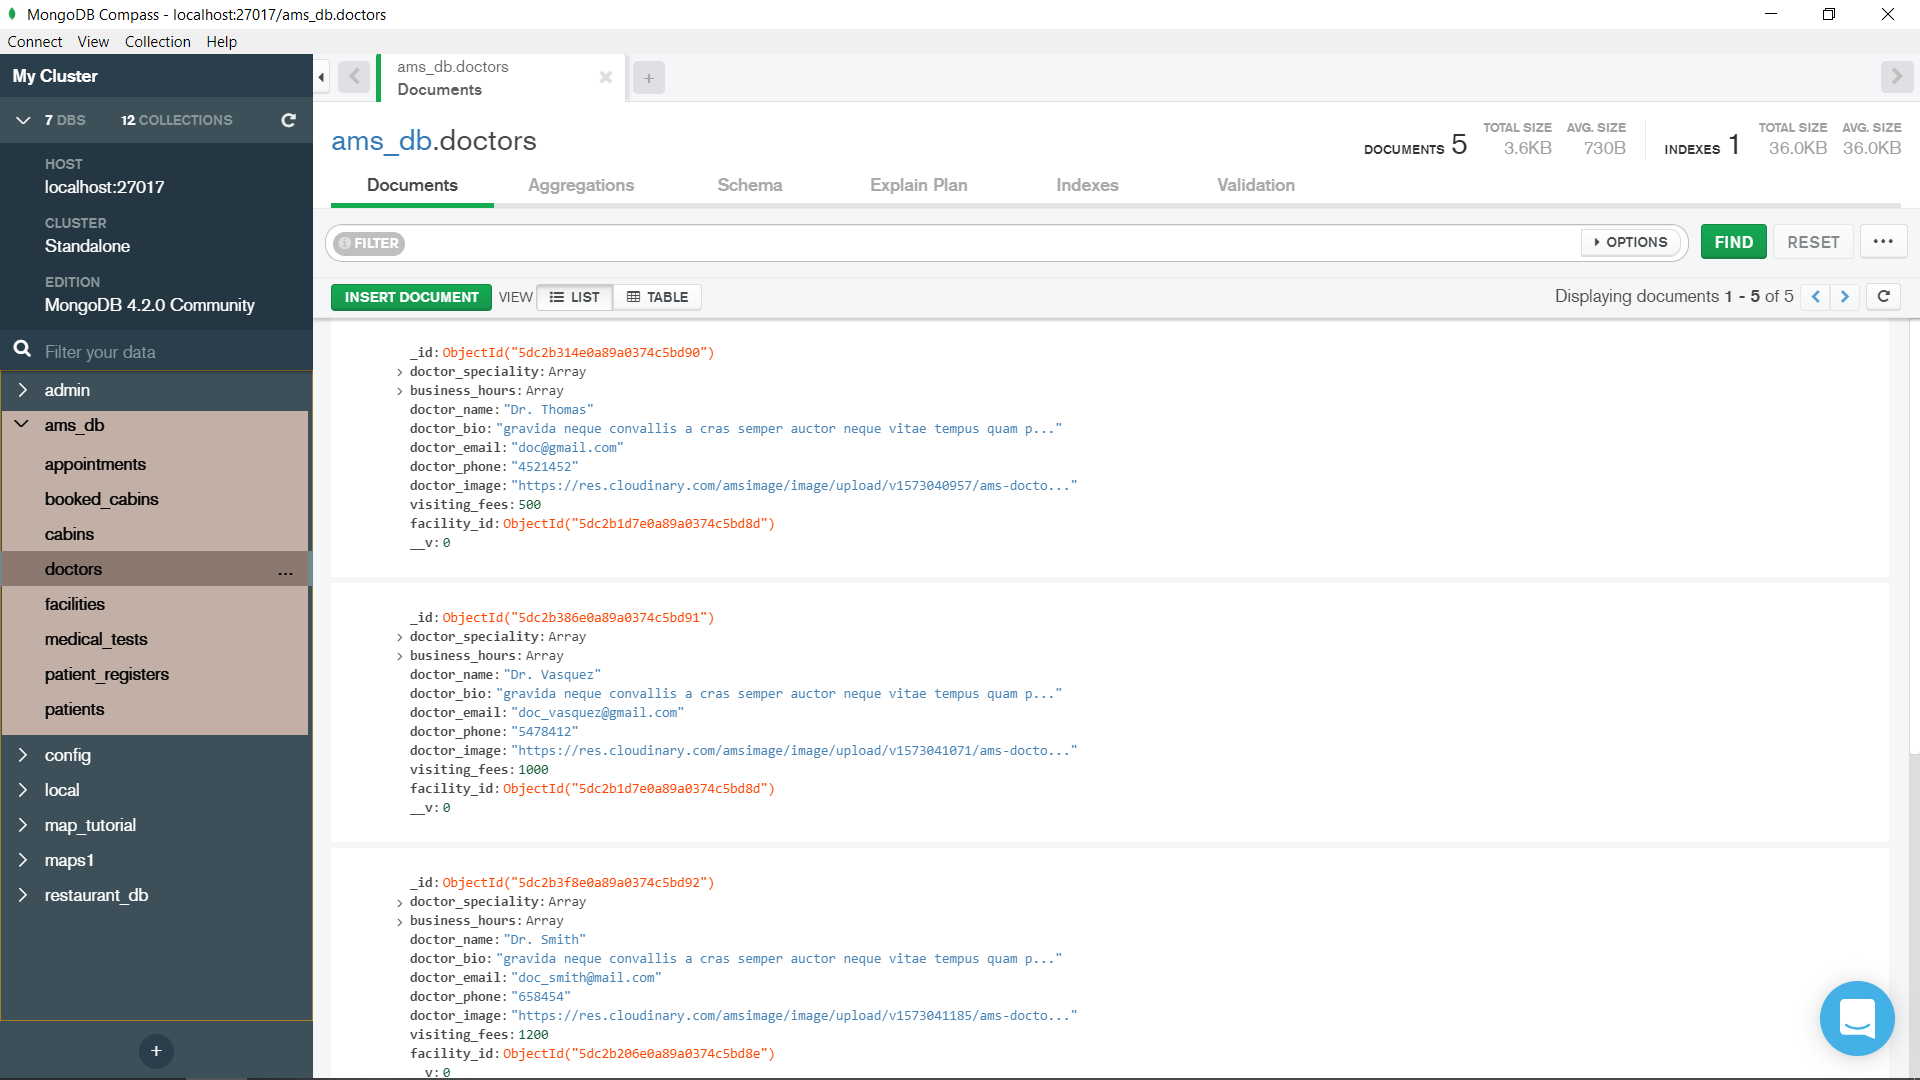 MongoDB Compass - localhost:27017/ams_db.doctors
Connect View Collection Help
My Cluster
7 DBS 12 COLLECTIONS
HOST
localhost:27017
CLUSTER
Standalone
EDITION
MongoDB 4.2.0 Community
Filter your data
admin
ams_db
appointments
booked_cabins
cabins
doctors ...
facilities
medical_tests
patient_registers
patients
config
local
map_tutorial
maps1
restaurant_db
+
ams_db.doctors
Documents
+
ams_db.doctors
DOCUMENTS 5 TOTAL SIZE 3.6KB AVG. SIZE 730B INDEXES 1 TOTAL SIZE 36.0KB AVG. SIZE 36.0KB
Documents Aggregations Schema Explain Plan Indexes Validation
FILTER OPTIONS FIND RESET ...
INSERT DOCUMENT VIEW LIST TABLE Displaying documents 1 - 5 of 5
_id: ObjectId("5dc2b314e0a89a0374c5bd90")
doctor_speciality: Array
business_hours: Array
doctor_name: "Dr. Thomas"
doctor_bio: "gravida neque convallis a cras semper auctor neque vitae tempus quam p..."
doctor_email: "doc@gmail.com"
doctor_phone: "4521452"
doctor_image: "https://res.cloudinary.com/amsimage/image/upload/v1573040957/ams-docto..."
visiting_fees: 500
facility_id: ObjectId("5dc2b1d7e0a89a0374c5bd8d")
__v: 0
_id: ObjectId("5dc2b386e0a89a0374c5bd91")
doctor_speciality: Array
business_hours: Array
doctor_name: "Dr. Vasquez"
doctor_bio: "gravida neque convallis a cras semper auctor neque vitae tempus quam p..."
doctor_email: "doc_vasquez@gmail.com"
doctor_phone: "5478412"
doctor_image: "https://res.cloudinary.com/amsimage/image/upload/v1573041071/ams-docto..."
visiting_fees: 1000
facility_id: ObjectId("5dc2b1d7e0a89a0374c5bd8d")
__v: 0
_id: ObjectId("5dc2b3f8e0a89a0374c5bd92")
doctor_speciality: Array
business_hours: Array
doctor_name: "Dr. Smith"
doctor_bio: "gravida neque convallis a cras semper auctor neque vitae tempus quam p..."
doctor_email: "doc_smith@mail.com"
doctor_phone: "658454"
doctor_image: "https://res.cloudinary.com/amsimage/image/upload/v1573041185/ams-docto..."
visiting_fees: 1200
facility_id: ObjectId("5dc2b206e0a89a0374c5bd8e")
__v: 0